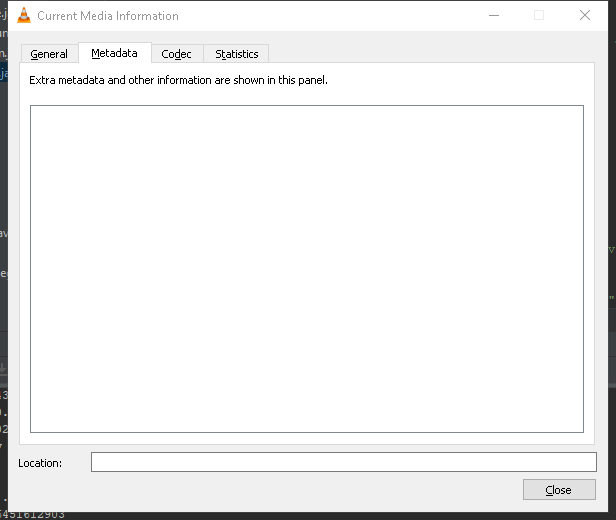 Current Media Information
General Metadata Codec Statistics
Extra metadata and other information are shown in this panel.
Location:
Close
451612903